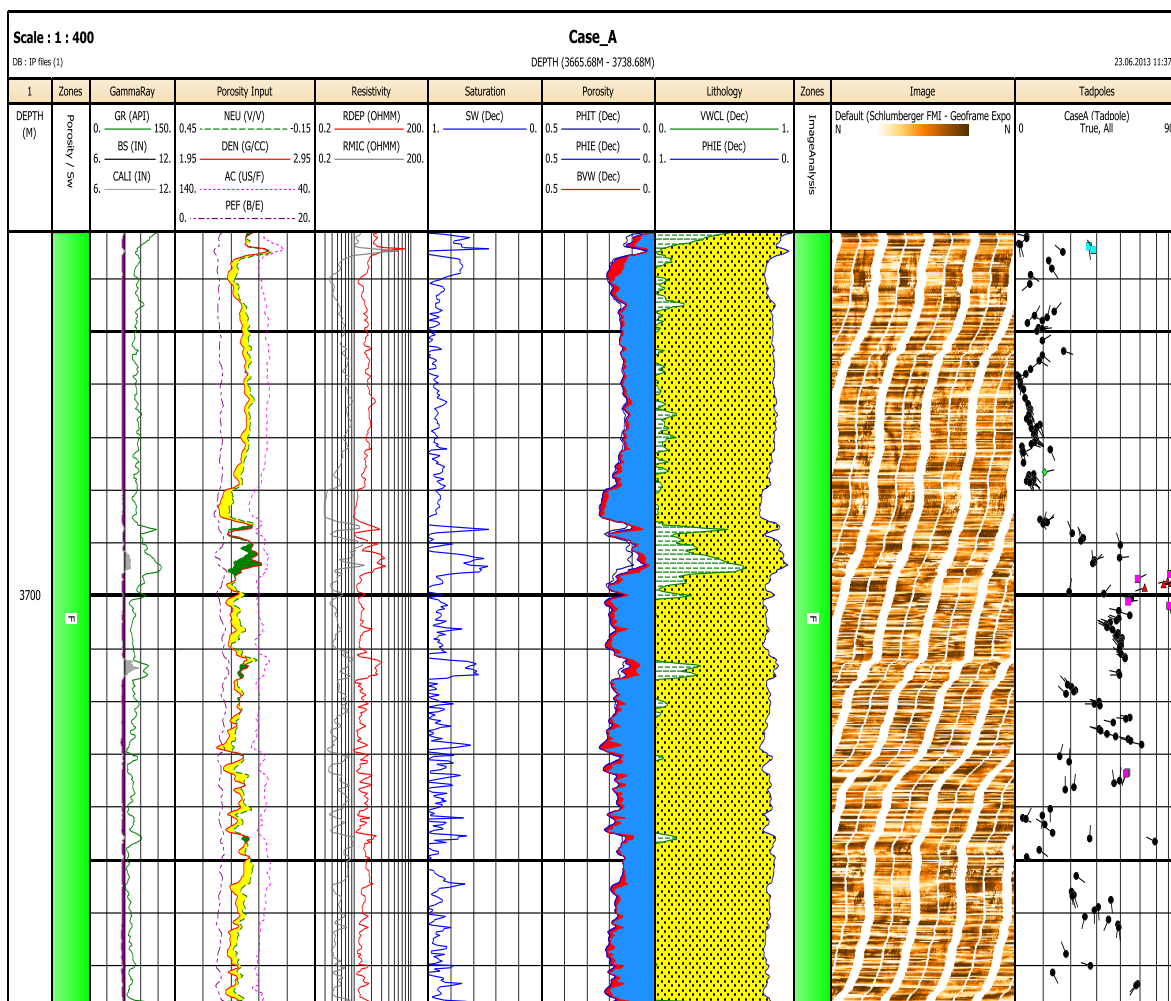 Case_A
Scale : 1 : 400
DB : IP files (1)
DEPTH (3665.68M - 3738.68M)
23.06.2013 11:37
1 Zones GammaRay Porosity Input Resistivity Saturation Porosity Lithology Zones Image Tadpoles
DEPTH
(M)
Porosity / Sw
GR (API)
0. 150.
BS (IN)
6. 12.
CALI (IN)
6. 12.
NEU (V/V)
0.45 -0.15
DEN (G/CC)
1.95 2.95
AC (US/F)
140. 40.
PEF (B/E)
0. 20.
RDEP (OHMM)
0.2 200.
RMIC (OHMM)
0.2 200.
SW (Dec)
1. 0.
PHIT (Dec)
0.5 0.
PHIE (Dec)
0.5 0.
BVW (Dec)
0.5 0.
VWCL (Dec)
0. 1.
PHIE (Dec)
1. 0.
ImageAnalysis
Default (Schlumberger FMI - Geoframe Expo
N N
CaseA (Tadpole)
True, All
0 90
3700
F
F